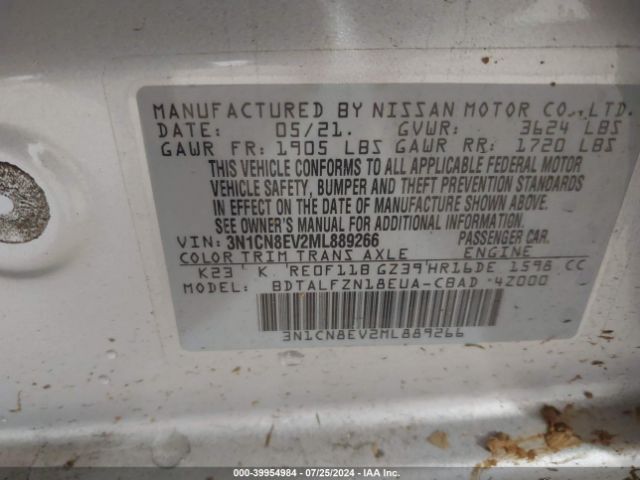 MANUFACTURED BY NISSAN MOTOR CO., LTD.
DATE: 05/21. GVWR: 3624 LBS
GAWR FR: 1905 LBS GAWR RR: 1720 LBS
THIS VEHICLE CONFORMS TO ALL APPLICABLE FEDERAL MOTOR
VEHICLE SAFETY, BUMPER AND THEFT PREVENTION STANDARDS
IN EFFECT ON THE DATE OF MANUFACTURE SHOWN ABOVE.
SEE OWNER'S MANUAL FOR ADDITIONAL INFORMATION.
VIN: 3N1CN8EV2ML889266 PASSENGER CAR.
COLOR TRIM TRANS AXLE ENGINE
K23 K RE0F11B GZ39 HR16DE 1598 CC
BDTALFZN18EUA-CBAD 4Z000
3N1CN8EV2ML889266
000-39954984 | 07/25/2024 | IAA Inc.